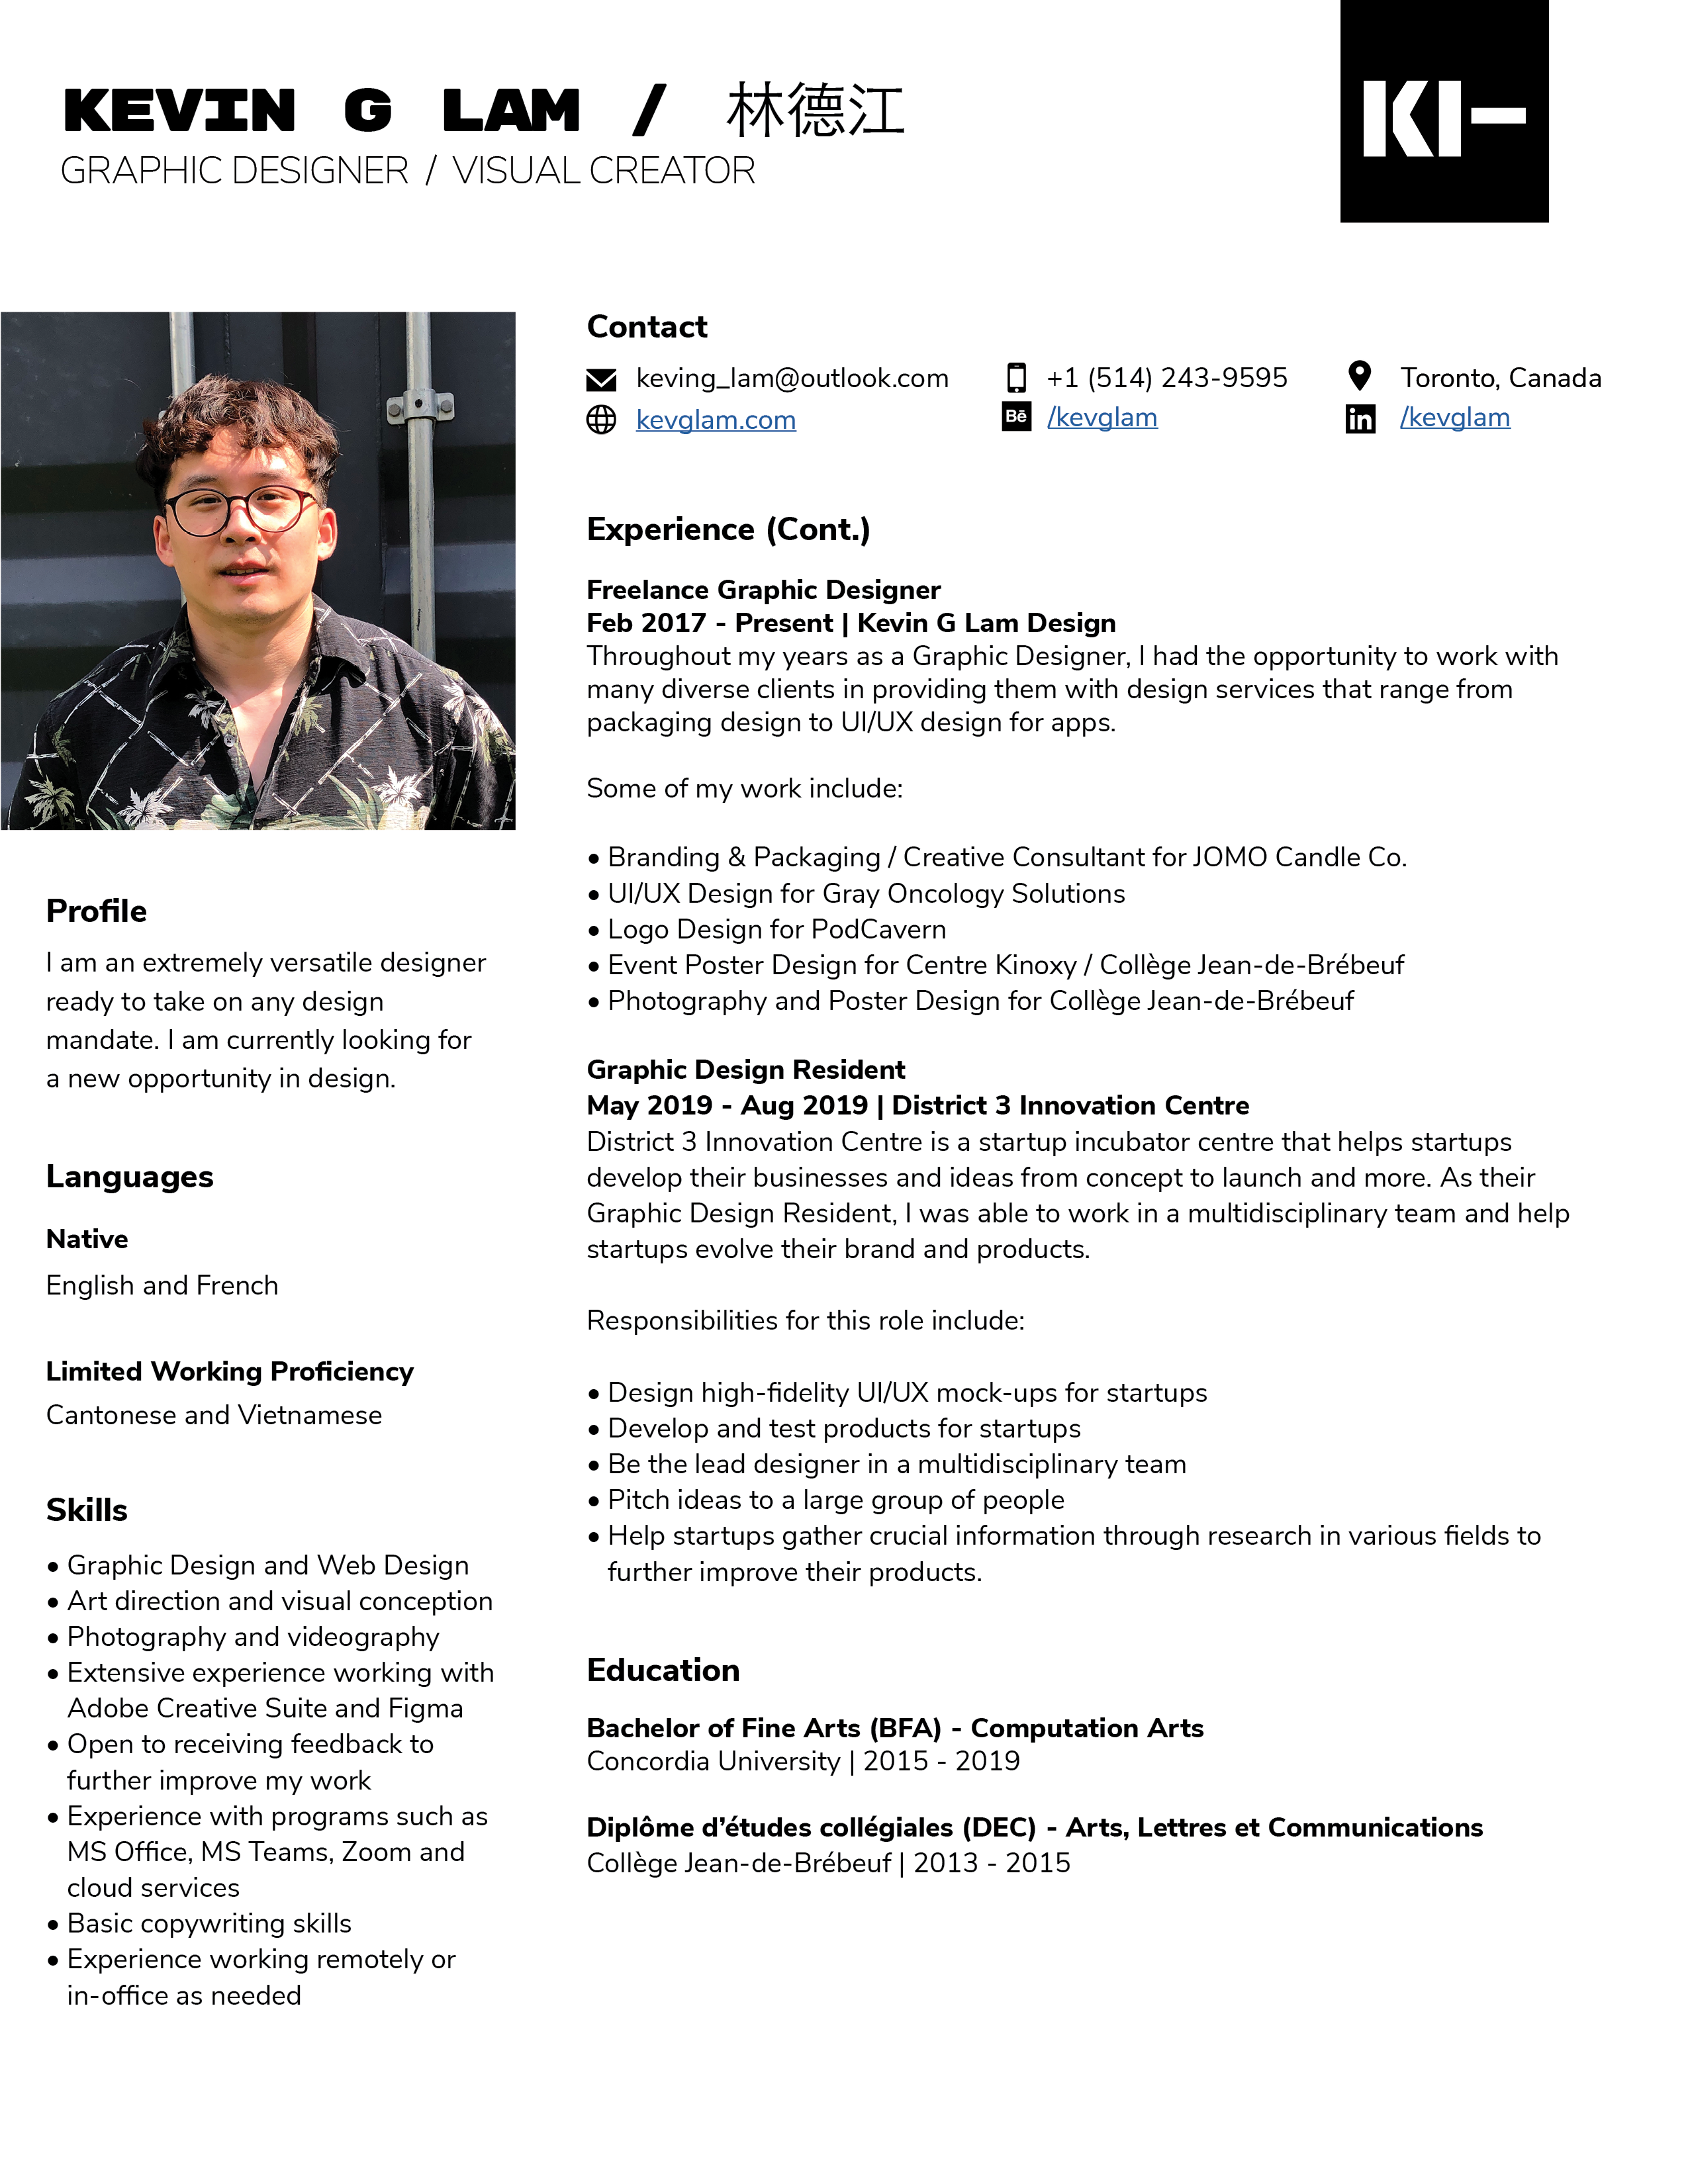 KEVIN G LAM / 林德江
GRAPHIC DESIGNER / VISUAL CREATOR
KI-
Contact
keving_lam@outlook.com
+1 (514) 243-9595
Toronto, Canada
kevglam.com
Bē /kevglam
in /kevglam
Profile
I am an extremely versatile designer
ready to take on any design
mandate. I am currently looking for
a new opportunity in design.
Languages
Native
English and French
Limited Working Proficiency
Cantonese and Vietnamese
Skills
• Graphic Design and Web Design
• Art direction and visual conception
• Photography and videography
• Extensive experience working with
Adobe Creative Suite and Figma
• Open to receiving feedback to
further improve my work
• Experience with programs such as
MS Office, MS Teams, Zoom and
cloud services
• Basic copywriting skills
• Experience working remotely or
in-office as needed
Experience (Cont.)
Freelance Graphic Designer
Feb 2017 - Present | Kevin G Lam Design
Throughout my years as a Graphic Designer, I had the opportunity to work with
many diverse clients in providing them with design services that range from
packaging design to UI/UX design for apps.
Some of my work include:
• Branding & Packaging / Creative Consultant for JOMO Candle Co.
• UI/UX Design for Gray Oncology Solutions
• Logo Design for PodCavern
• Event Poster Design for Centre Kinoxy / Collège Jean-de-Brébeuf
• Photography and Poster Design for Collège Jean-de-Brébeuf
Graphic Design Resident
May 2019 - Aug 2019 | District 3 Innovation Centre
District 3 Innovation Centre is a startup incubator centre that helps startups
develop their businesses and ideas from concept to launch and more. As their
Graphic Design Resident, I was able to work in a multidisciplinary team and help
startups evolve their brand and products.
Responsibilities for this role include:
• Design high-fidelity UI/UX mock-ups for startups
• Develop and test products for startups
• Be the lead designer in a multidisciplinary team
• Pitch ideas to a large group of people
• Help startups gather crucial information through research in various fields to
further improve their products.
Education
Bachelor of Fine Arts (BFA) - Computation Arts
Concordia University | 2015 - 2019
Diplôme d’études collégiales (DEC) - Arts, Lettres et Communications
Collège Jean-de-Brébeuf | 2013 - 2015